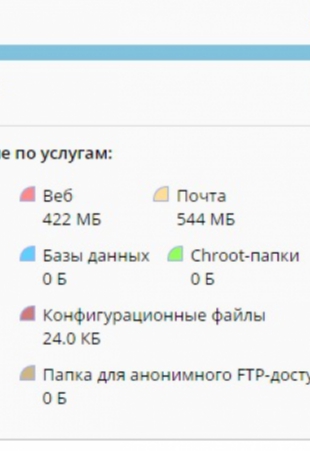 е по услугам:
Веб
Почта
422 МБ
544 МБ
Базы данных
Chroot-папки
0 Б
0 Б
Конфигурационные файлы
24.0 КБ
Папка для анонимного FTP-досту
0 Б